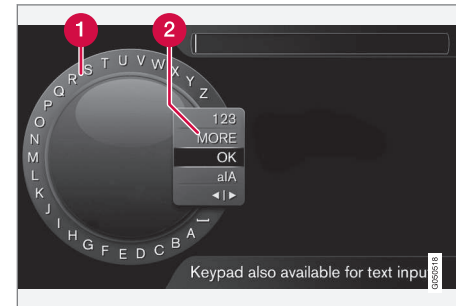 1
2
A B C D E F G H I J K L M N O P Q R S T U V W X Y Z
123
MORE
OK
a|A
Keypad also available for text input
G050518